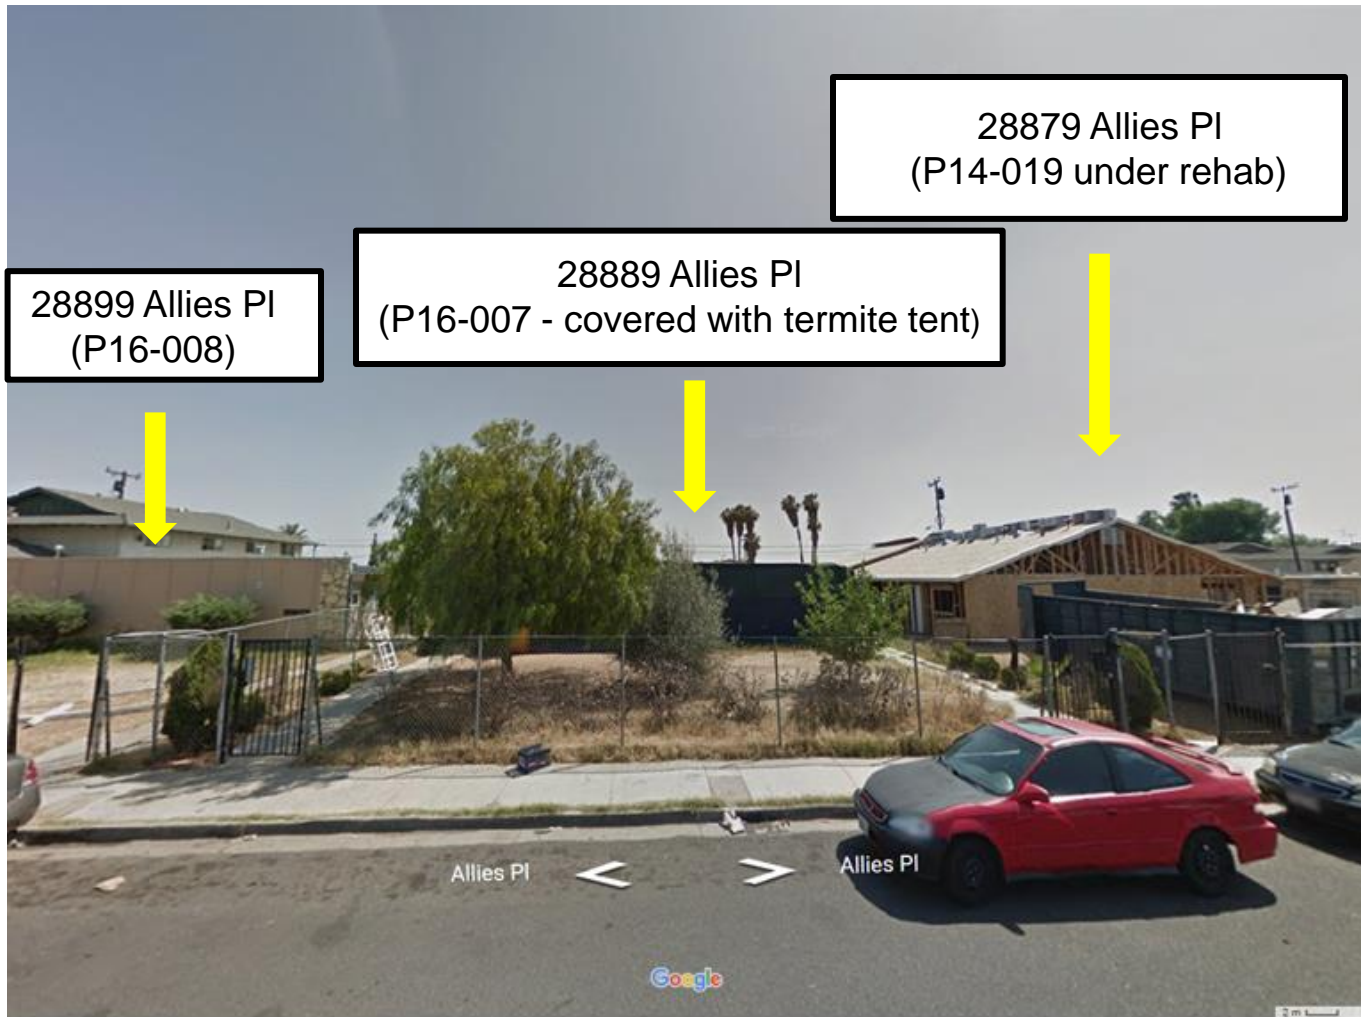 28879 Allies Pl
(P14-019 under rehab)
28889 Allies Pl
(P16-007 - covered with termite tent)
28899 Allies Pl
(P16-008)
Allies Pl
Allies Pl
Google
2 m